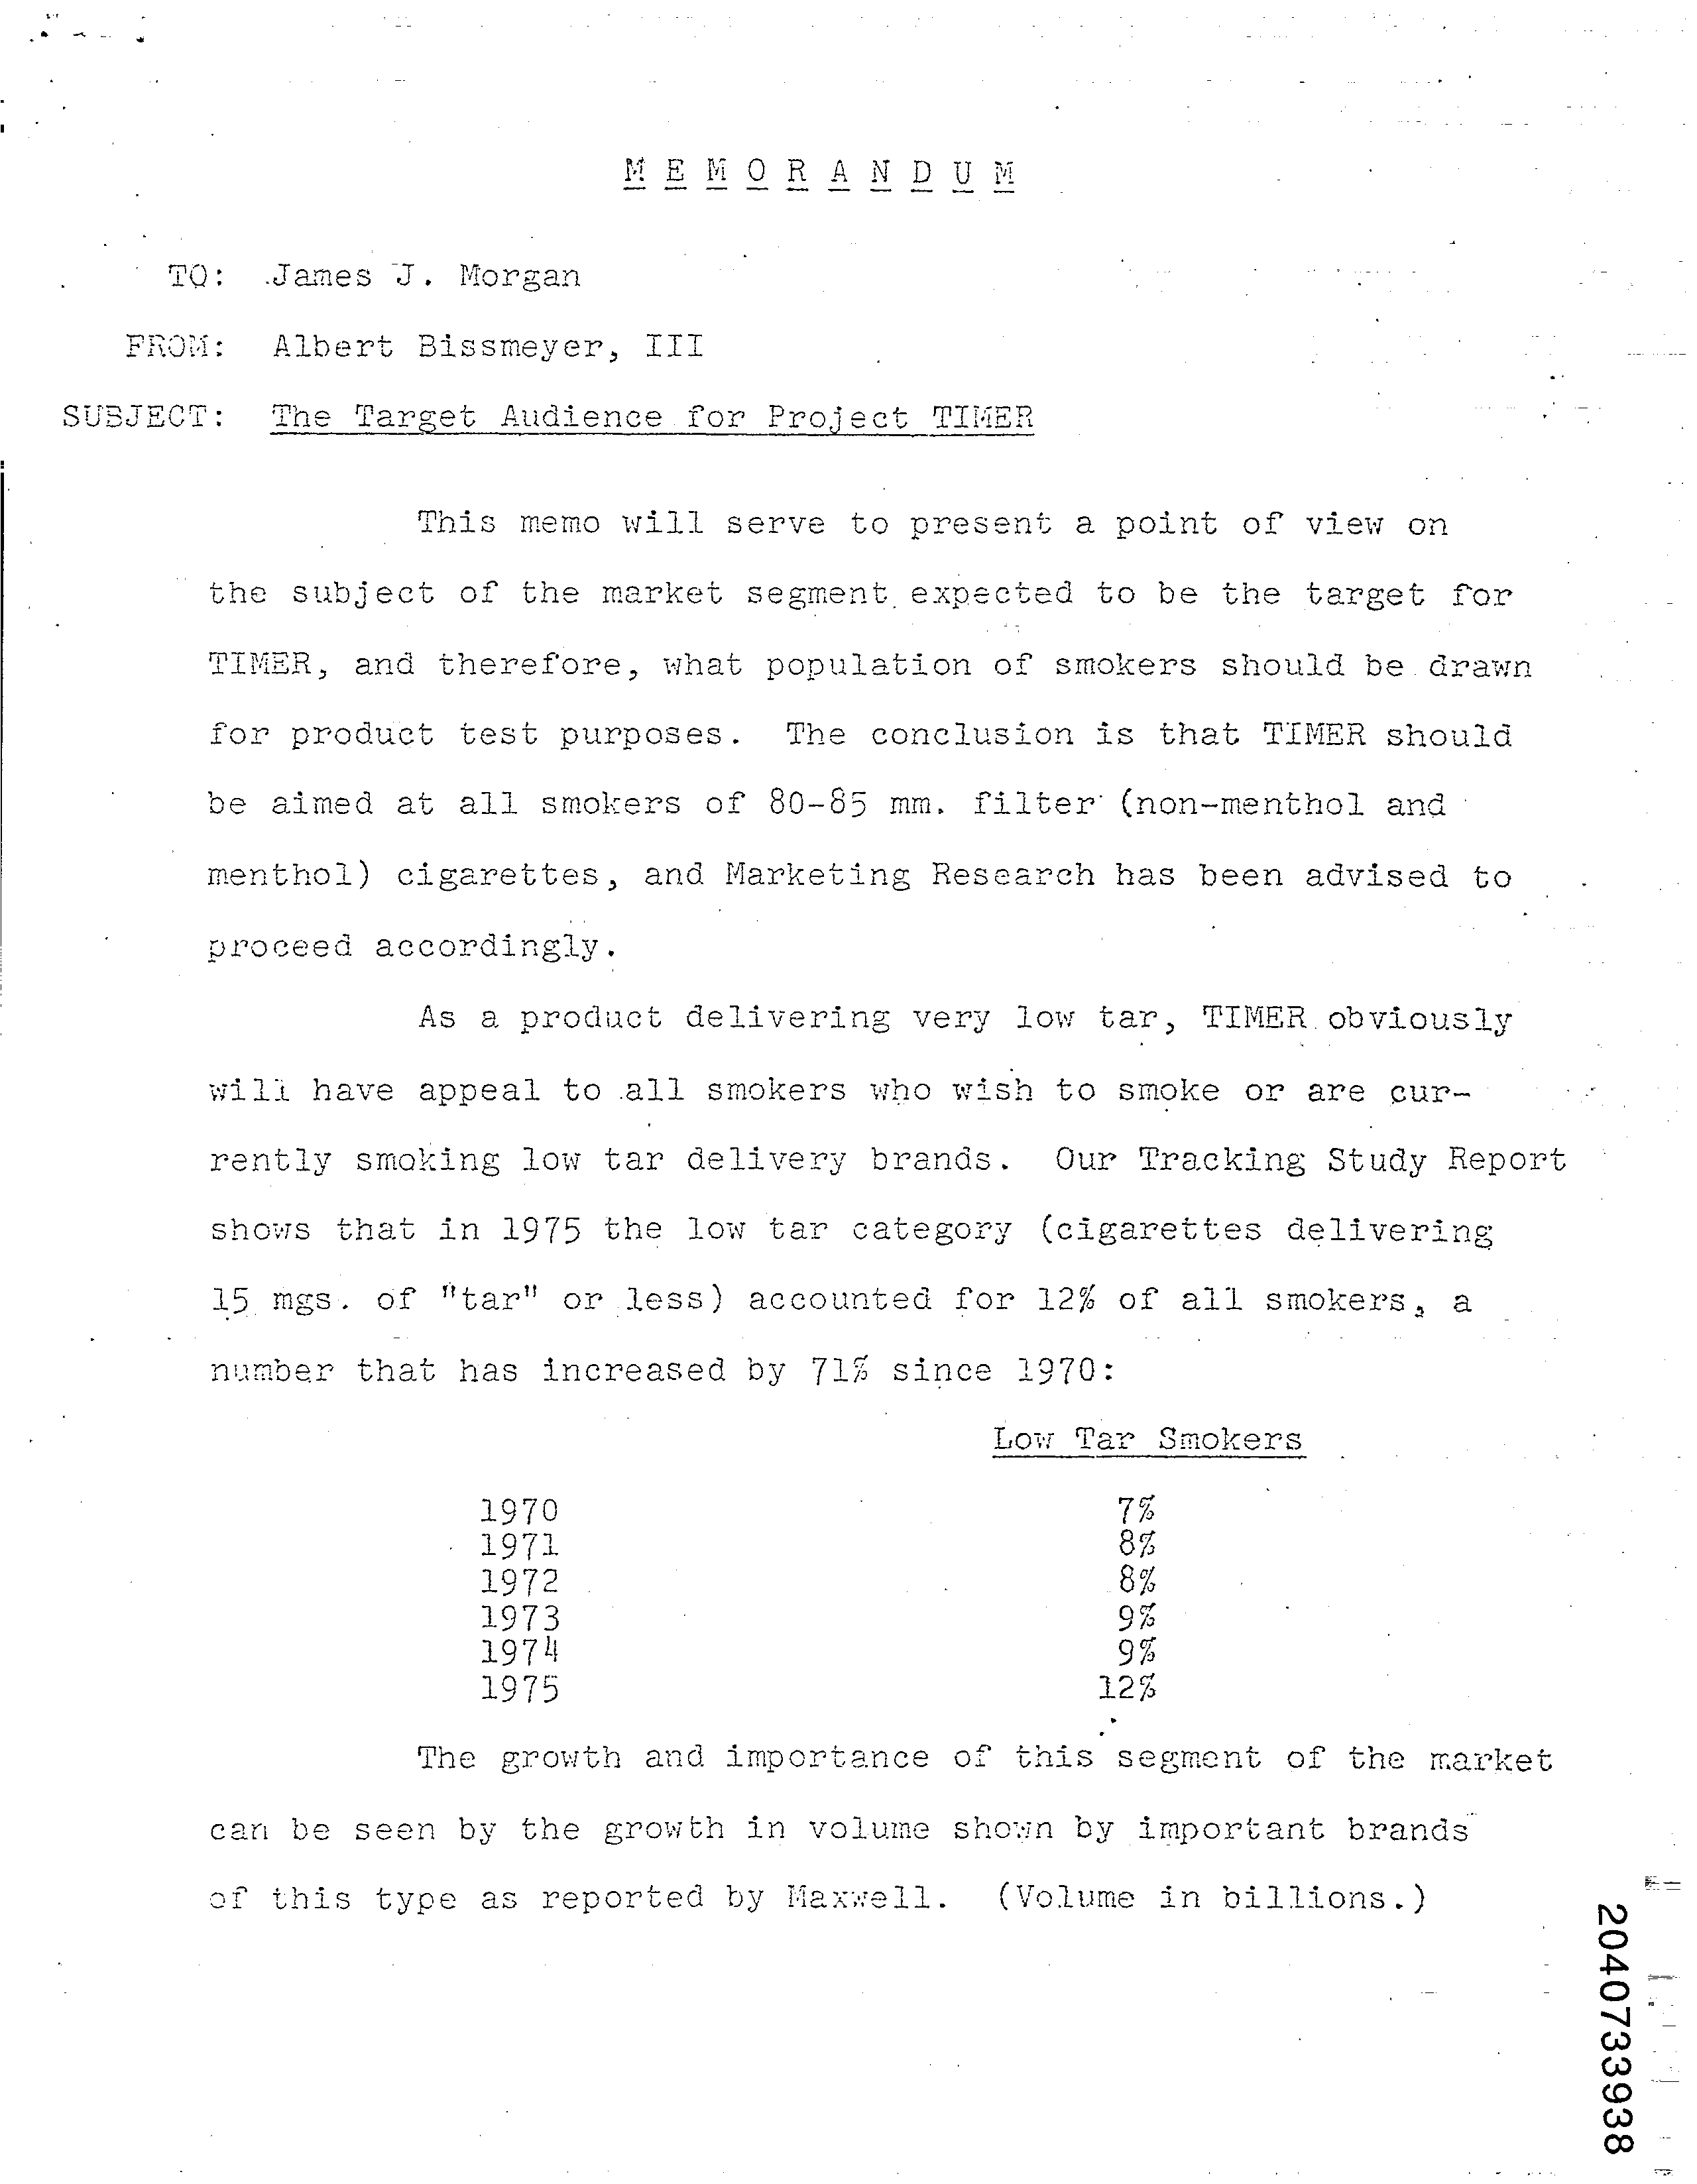 MEMORANDUM
TO: James J. Morgan
FROM: Albert Bissmeyer, III
SUBJECT: The Target Audience for Project TIMER
This memo will serve to present a point of view on
the subject of the market segment expected to be the target for
TIMER, and therefore, what population of smokers should be drawn
for product test purposes. The conclusion is that TIMER should
be aimed at all smokers of 80-85 mm. filter (non-menthol and
menthol) cigarettes, and Marketing Research has been advised to
proceed accordingly.
As a product delivering very low tar, TIMER obviously
will have appeal to all smokers who wish to smoke or are cur-
rently smoking low tar delivery brands. Our Tracking Study Report
shows that in 1975 the low tar category (cigarettes delivering
15 mgs. of "tar" or less) accounted for 12% of all smokers, a
number that has increased by 71% since 1970:
Low Tar Smokers
1970 7%
1971 8%
1972 8%
1973 9%
1974 9%
1975 12%
The growth and importance of this segment of the market
can be seen by the growth in volume shown by important brands
of this type as reported by Maxwell. (Volume in billions.)
2040733938